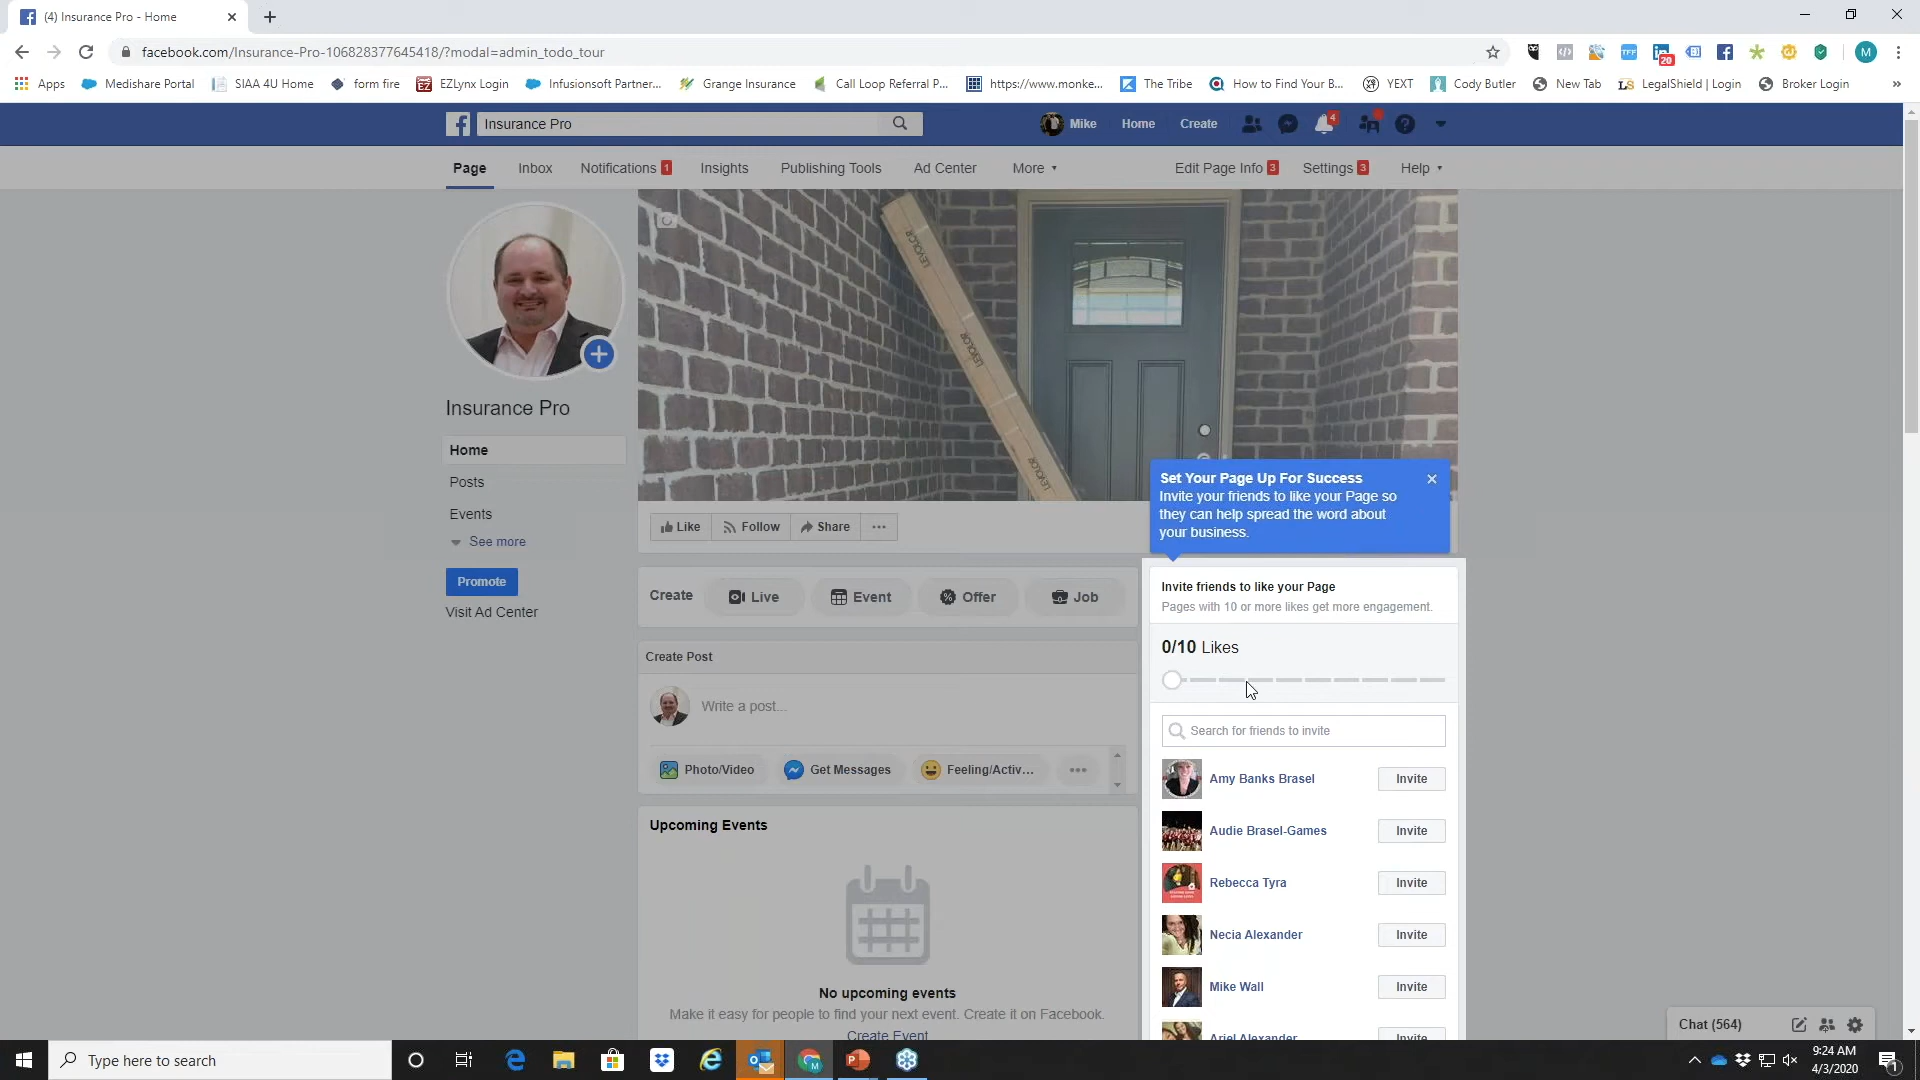 (4) Insurance Pro - Home
facebook.com/Insurance-Pro-106828377645418/?modal=admin_todo_tour
20
M
Apps Medishare Portal SIAA 4U Home form fire EZLynx Login Infusionsoft Partner... Grange Insurance Call Loop Referral P... https://www.monke... The Tribe How to Find Your B... YEXT Cody Butler New Tab LegalShield | Login Broker Login »
Insurance Pro
Mike Home Create 4
Page Inbox Notifications 1 Insights Publishing Tools Ad Center More Edit Page Info 3 Settings 3 Help
LEVOLOR
LEVOLOR
LEVOLOR
Insurance Pro
Home
Posts
Events
See more
Promote
Visit Ad Center
Like Follow Share ...
Set Your Page Up For Success
Invite your friends to like your Page so
they can help spread the word about
your business.
Create Live Event Offer Job
Create Post
Write a post...
Photo/Video Get Messages Feeling/Activ... ...
Upcoming Events
No upcoming events
Make it easy for people to find your next event. Create it on Facebook.
Create Event
Invite friends to like your Page
Pages with 10 or more likes get more engagement.
0/10 Likes
Search for friends to invite
Amy Banks Brasel Invite
Audie Brasel-Games Invite
Rebecca Tyra Invite
Necia Alexander Invite
Mike Wall Invite
Ariel Alexander Invite
Chat (564)
Type here to search
9:24 AM
4/3/2020
1